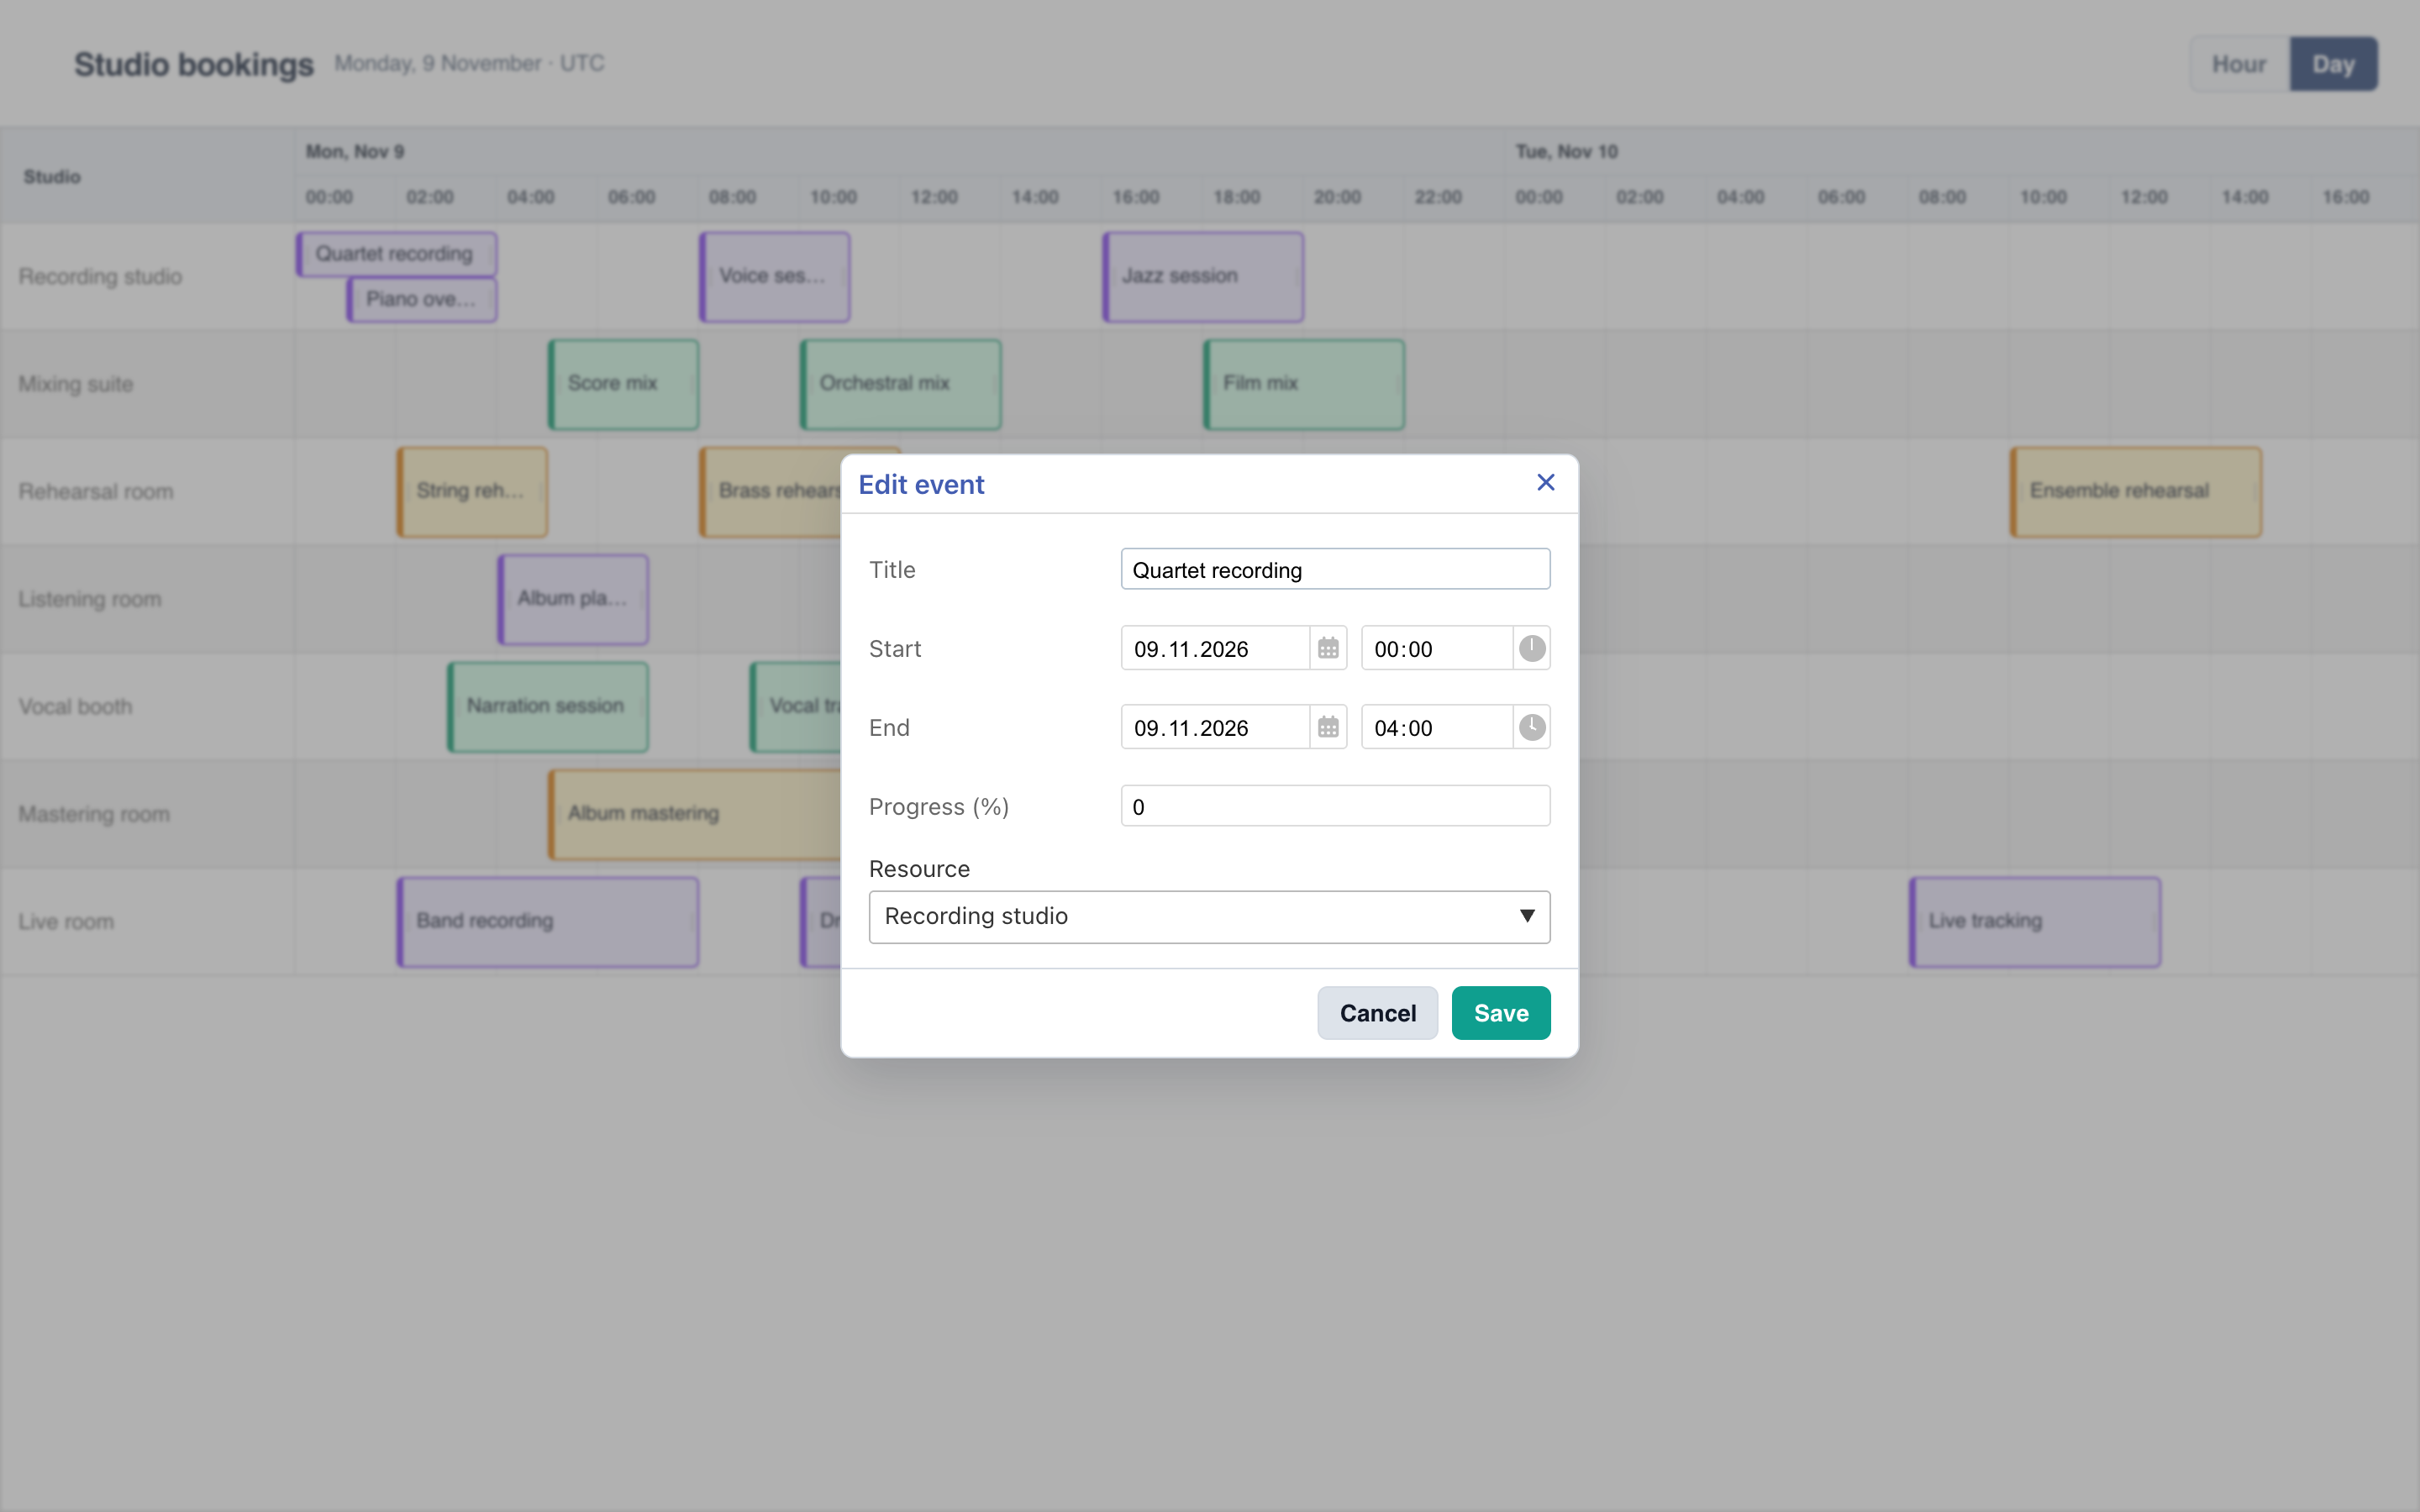 Studio bookings Monday, 9 November · UTC Hour Day
Studio Mon, Nov 9 Tue, Nov 10
00:00 02:00 04:00 06:00 08:00 10:00 12:00 14:00 16:00 18:00 20:00 22:00 00:00 02:00 04:00 06:00 08:00 10:00 12:00 14:00 16:00
Recording studio Quartet recording Voice ses... Jazz session
Piano ove...
Mixing suite Score mix Orchestral mix Film mix
Rehearsal room String reh... Brass rehears Ensemble rehearsal
Listening room Album pla...
Vocal booth Narration session Vocal tra
Mastering room Album mastering
Live room Band recording Dr Live tracking
Edit event
Title Quartet recording
Start 09.11.2026 00:00
End 09.11.2026 04:00
Progress (%) 0
Resource
Recording studio
Cancel Save